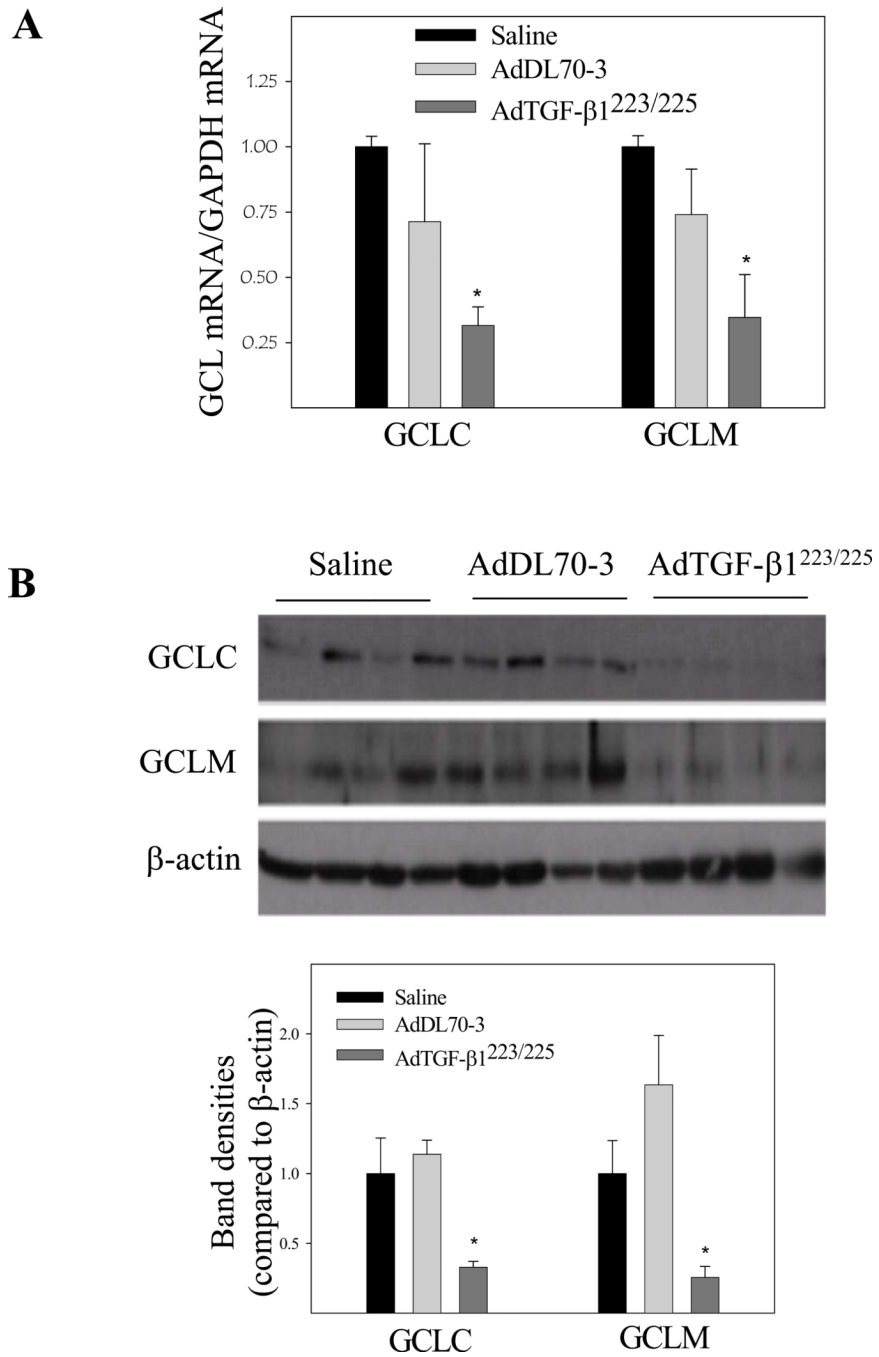 A
GCL mRNA/GAPDH mRNA
Saline
AdDL70-3
AdTGF-β1223/225
1.25
1.00
0.75
0.50
0.25
*
*
GCLC GCLM
B
Saline AdDL70-3 AdTGF-β1223/225
GCLC
GCLM
β-actin
Band densities
(compared to β-actin)
Saline
AdDL70-3
AdTGF-β1223/225
2.0
1.5
1.0
0.5
*
*
GCLC GCLM